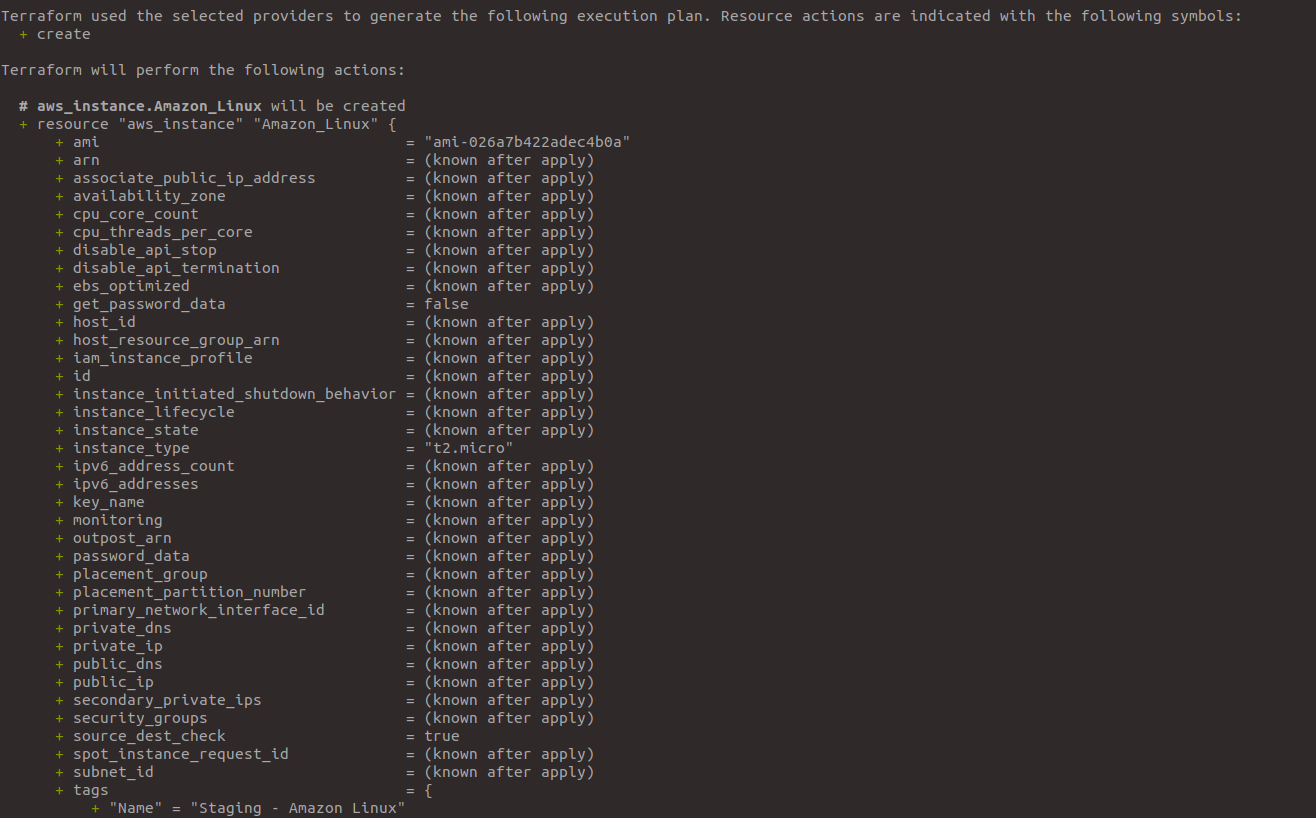 Terraform used the selected providers to generate the following execution plan. Resource actions are indicated with the following symbols:
+ create
Terraform will perform the following actions:
# aws_instance.Amazon_Linux will be created
+ resource "aws_instance" "Amazon_Linux" {
+ ami = "ami-026a7b422adec4b0a"
+ arn = (known after apply)
+ associate_public_ip_address = (known after apply)
+ availability_zone = (known after apply)
+ cpu_core_count = (known after apply)
+ cpu_threads_per_core = (known after apply)
+ disable_api_stop = (known after apply)
+ disable_api_termination = (known after apply)
+ ebs_optimized = (known after apply)
+ get_password_data = false
+ host_id = (known after apply)
+ host_resource_group_arn = (known after apply)
+ iam_instance_profile = (known after apply)
+ id = (known after apply)
+ instance_initiated_shutdown_behavior = (known after apply)
+ instance_lifecycle = (known after apply)
+ instance_state = (known after apply)
+ instance_type = "t2.micro"
+ ipv6_address_count = (known after apply)
+ ipv6_addresses = (known after apply)
+ key_name = (known after apply)
+ monitoring = (known after apply)
+ outpost_arn = (known after apply)
+ password_data = (known after apply)
+ placement_group = (known after apply)
+ placement_partition_number = (known after apply)
+ primary_network_interface_id = (known after apply)
+ private_dns = (known after apply)
+ private_ip = (known after apply)
+ public_dns = (known after apply)
+ public_ip = (known after apply)
+ secondary_private_ips = (known after apply)
+ security_groups = (known after apply)
+ source_dest_check = true
+ spot_instance_request_id = (known after apply)
+ subnet_id = (known after apply)
+ tags = {
+ "Name" = "Staging - Amazon Linux"